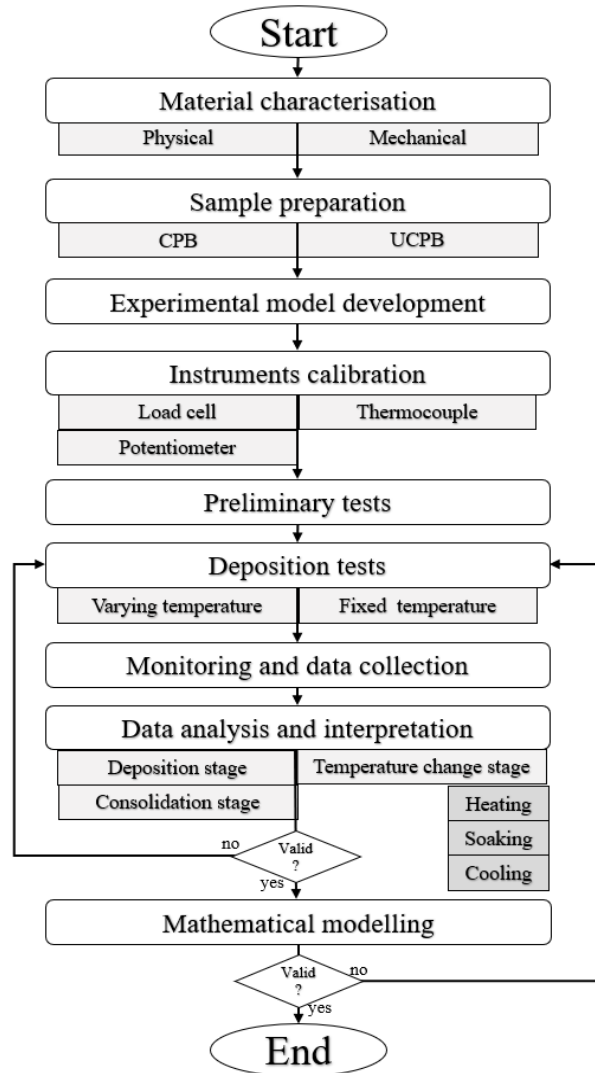 Start
Material characterisation
Physical
Mechanical
Sample preparation
CPB
UCPB
Experimental model development
Instruments calibration
Load cell
Thermocouple
Potentiometer
Preliminary tests
Deposition tests
Varying temperature
Fixed temperature
Monitoring and data collection
Data analysis and interpretation
Deposition stage
Temperature change stage
Consolidation stage
Heating
Soaking
Cooling
no
Valid
?
yes
Mathematical modelling
Valid
?
no
yes
End